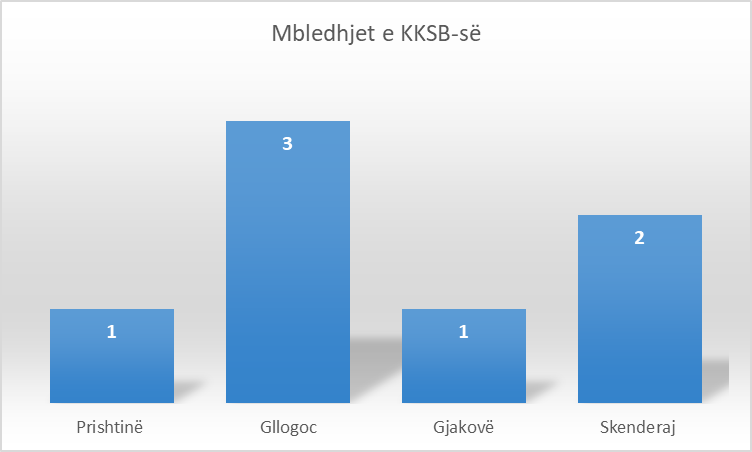 Mbledhjet e KKSB-së
1
3
1
2
Prishtinë
Gllogoc
Gjakovë
Skenderaj